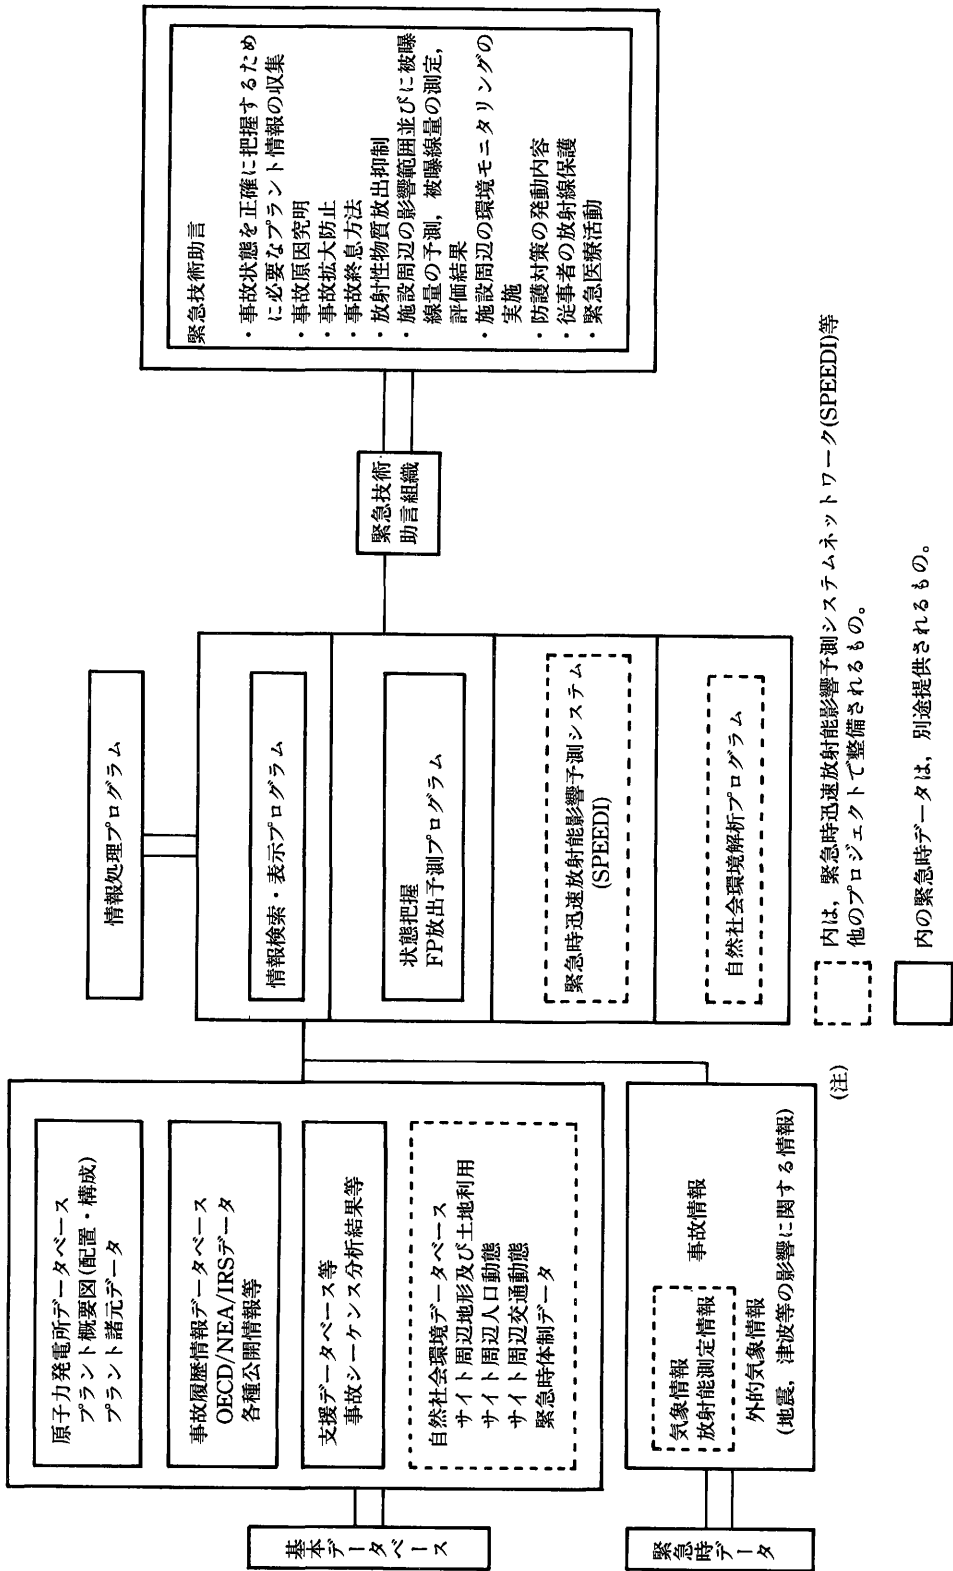 基本データベース
原子力発電所データベース
プラント概要図(配置・構成)
プラント諸元データ
事故履歴情報データベース
OECD/NEA/IRSデータ
各種公開情報等
支援データベース等
事故シーケンス分析結果等
自然社会環境データベース
サイト周辺地形及び土地利用
サイト周辺人口動態
サイト周辺交通動態
緊急時体制データ
緊急時データ
気象情報
放射能測定情報
事故情報
外的気象情報
(地震,津波等の影響に関する情報)
情報処理プログラム
情報検索・表示プログラム
状態把握
FP放出予測プログラム
緊急時迅速放射能影響予測システム
(SPEEDI)
自然社会環境解析プログラム
緊急技術
助言組織
緊急技術助言
・事故状態を正確に把握するため
に必要なプラント情報の収集
・事故原因究明
・事故拡大防止
・事故終息方法
・放射性物質放出抑制
・施設周辺の影響範囲並びに被曝
線量の予測,被曝線量の測定,
評価結果
・施設周辺の環境モニタリングの
実施
・防護対策の発動内容
・従事者の放射線保護
・緊急医療活動
(注)
内は,緊急時迅速放射能影響予測システムネットワーク(SPEEDI)等
他のプロジェクトで整備されるもの。
内の緊急時データは,別途提供されるもの。